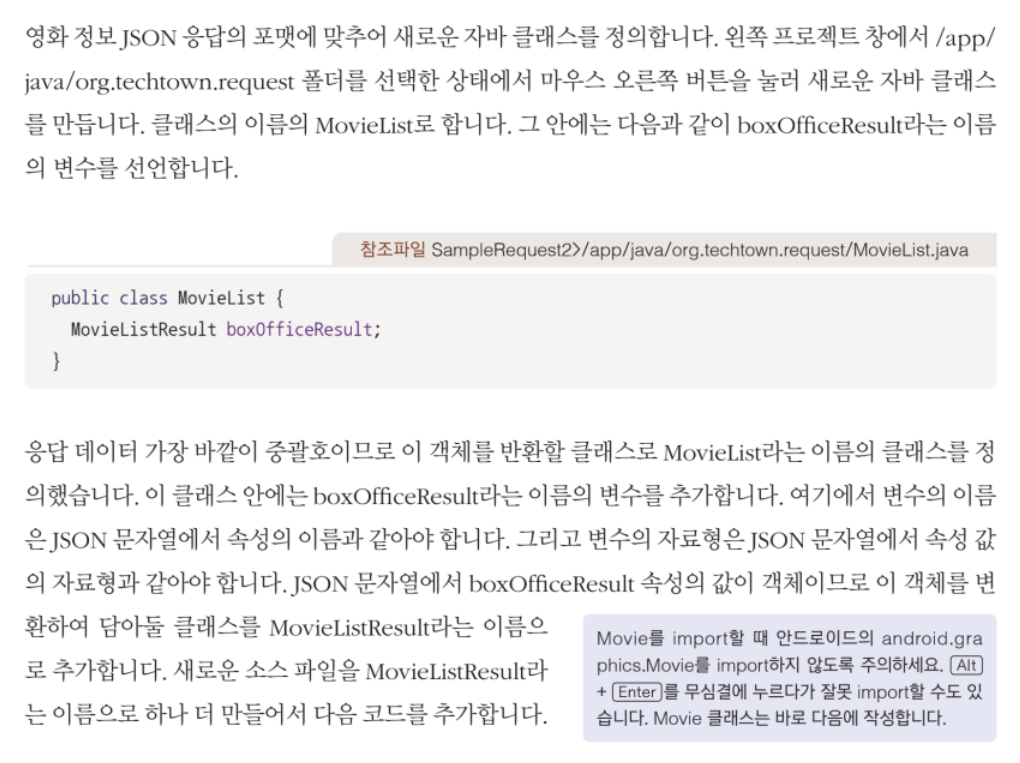 영화 정보 JSON 응답의 포맷에 맞추어 새로운 자바 클래스를 정의합니다. 왼쪽 프로젝트 창에서 /app/
java/org.techtown.request 폴더를 선택한 상태에서 마우스 오른쪽 버튼을 눌러 새로운 자바 클래스
를 만듭니다. 클래스의 이름의 MovieList로 합니다. 그 안에는 다음과 같이 boxOfficeResult라는 이름
의 변수를 선언합니다.
참조파일 SampleRequest2>/app/java/org.techtown.request/MovieList.java
public class MovieList {
  MovieListResult boxOfficeResult;
}
응답 데이터 가장 바깥이 중괄호이므로 이 객체를 반환할 클래스로 MovieList라는 이름의 클래스를 정
의했습니다. 이 클래스 안에는 boxOfficeResult라는 이름의 변수를 추가합니다. 여기에서 변수의 이름
은 JSON 문자열에서 속성의 이름과 같아야 합니다. 그리고 변수의 자료형은 JSON 문자열에서 속성 값
의 자료형과 같아야 합니다. JSON 문자열에서 boxOfficeResult 속성의 값이 객체이므로 이 객체를 변
환하여 담아둘 클래스를 MovieListResult라는 이름으
로 추가합니다. 새로운 소스 파일을 MovieListResult라
는 이름으로 하나 더 만들어서 다음 코드를 추가합니다.
Movie를 import할 때 안드로이드의 android.gra
phics.Movie를 import하지 않도록 주의하세요. Alt
+ Enter를 무심결에 누르다가 잘못 import할 수도 있
습니다. Movie 클래스는 바로 다음에 작성합니다.